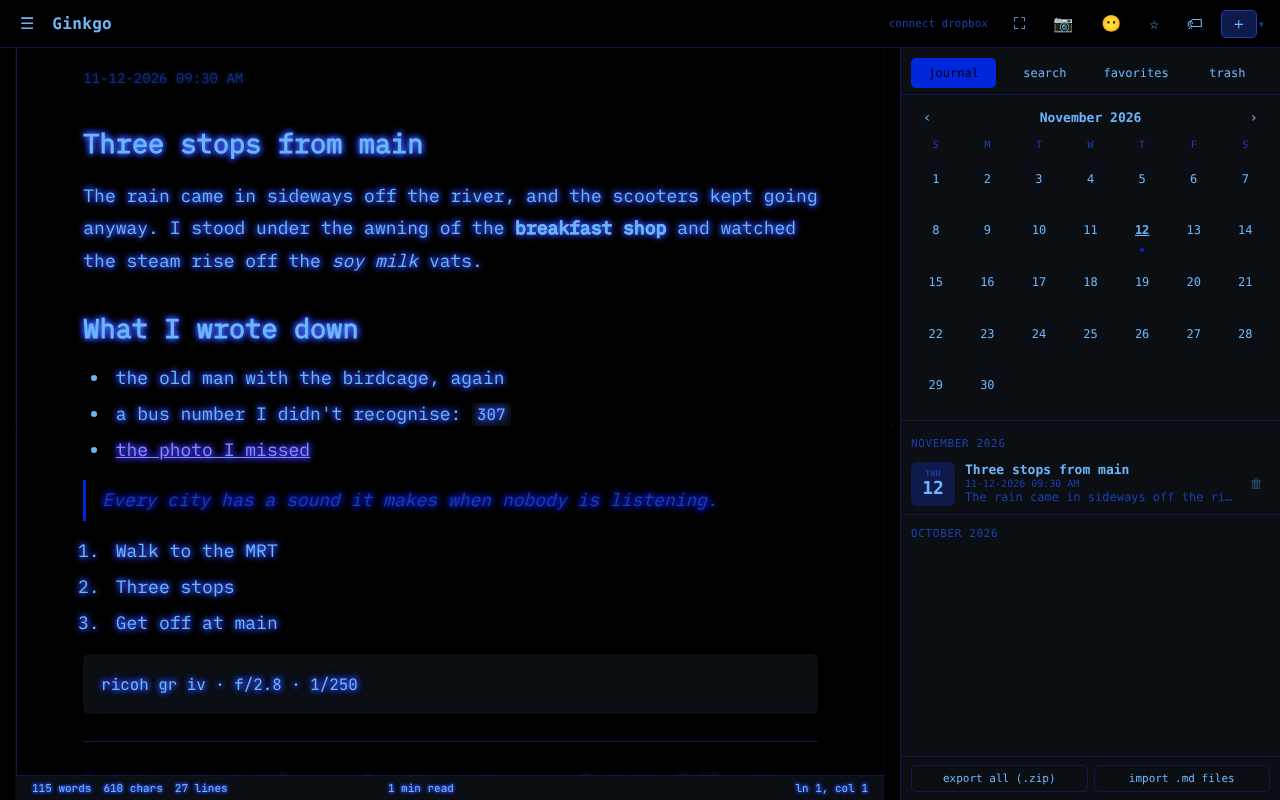 Ginkgo
connect dropbox
+
11-12-2026 09:30 AM
Three stops from main
The rain came in sideways off the river, and the scooters kept going
anyway. I stood under the awning of the breakfast shop and watched
the steam rise off the soy milk vats.
What I wrote down
• the old man with the birdcage, again
• a bus number I didn't recognise: 307
• the photo I missed
Every city has a sound it makes when nobody is listening.
1. Walk to the MRT
2. Three stops
3. Get off at main
ricoh gr iv · f/2.8 · 1/250
115 words 610 chars 27 lines
1 min read
ln 1, col 1
journal search favorites trash
‹ November 2026 ›
S M T W T F S
1 2 3 4 5 6 7
8 9 10 11 12 13 14
15 16 17 18 19 20 21
22 23 24 25 26 27 28
29 30
NOVEMBER 2026
THU
12
Three stops from main
11-12-2026 09:30 AM
The rain came in sideways off the ri…
OCTOBER 2026
export all (.zip)
import .md files